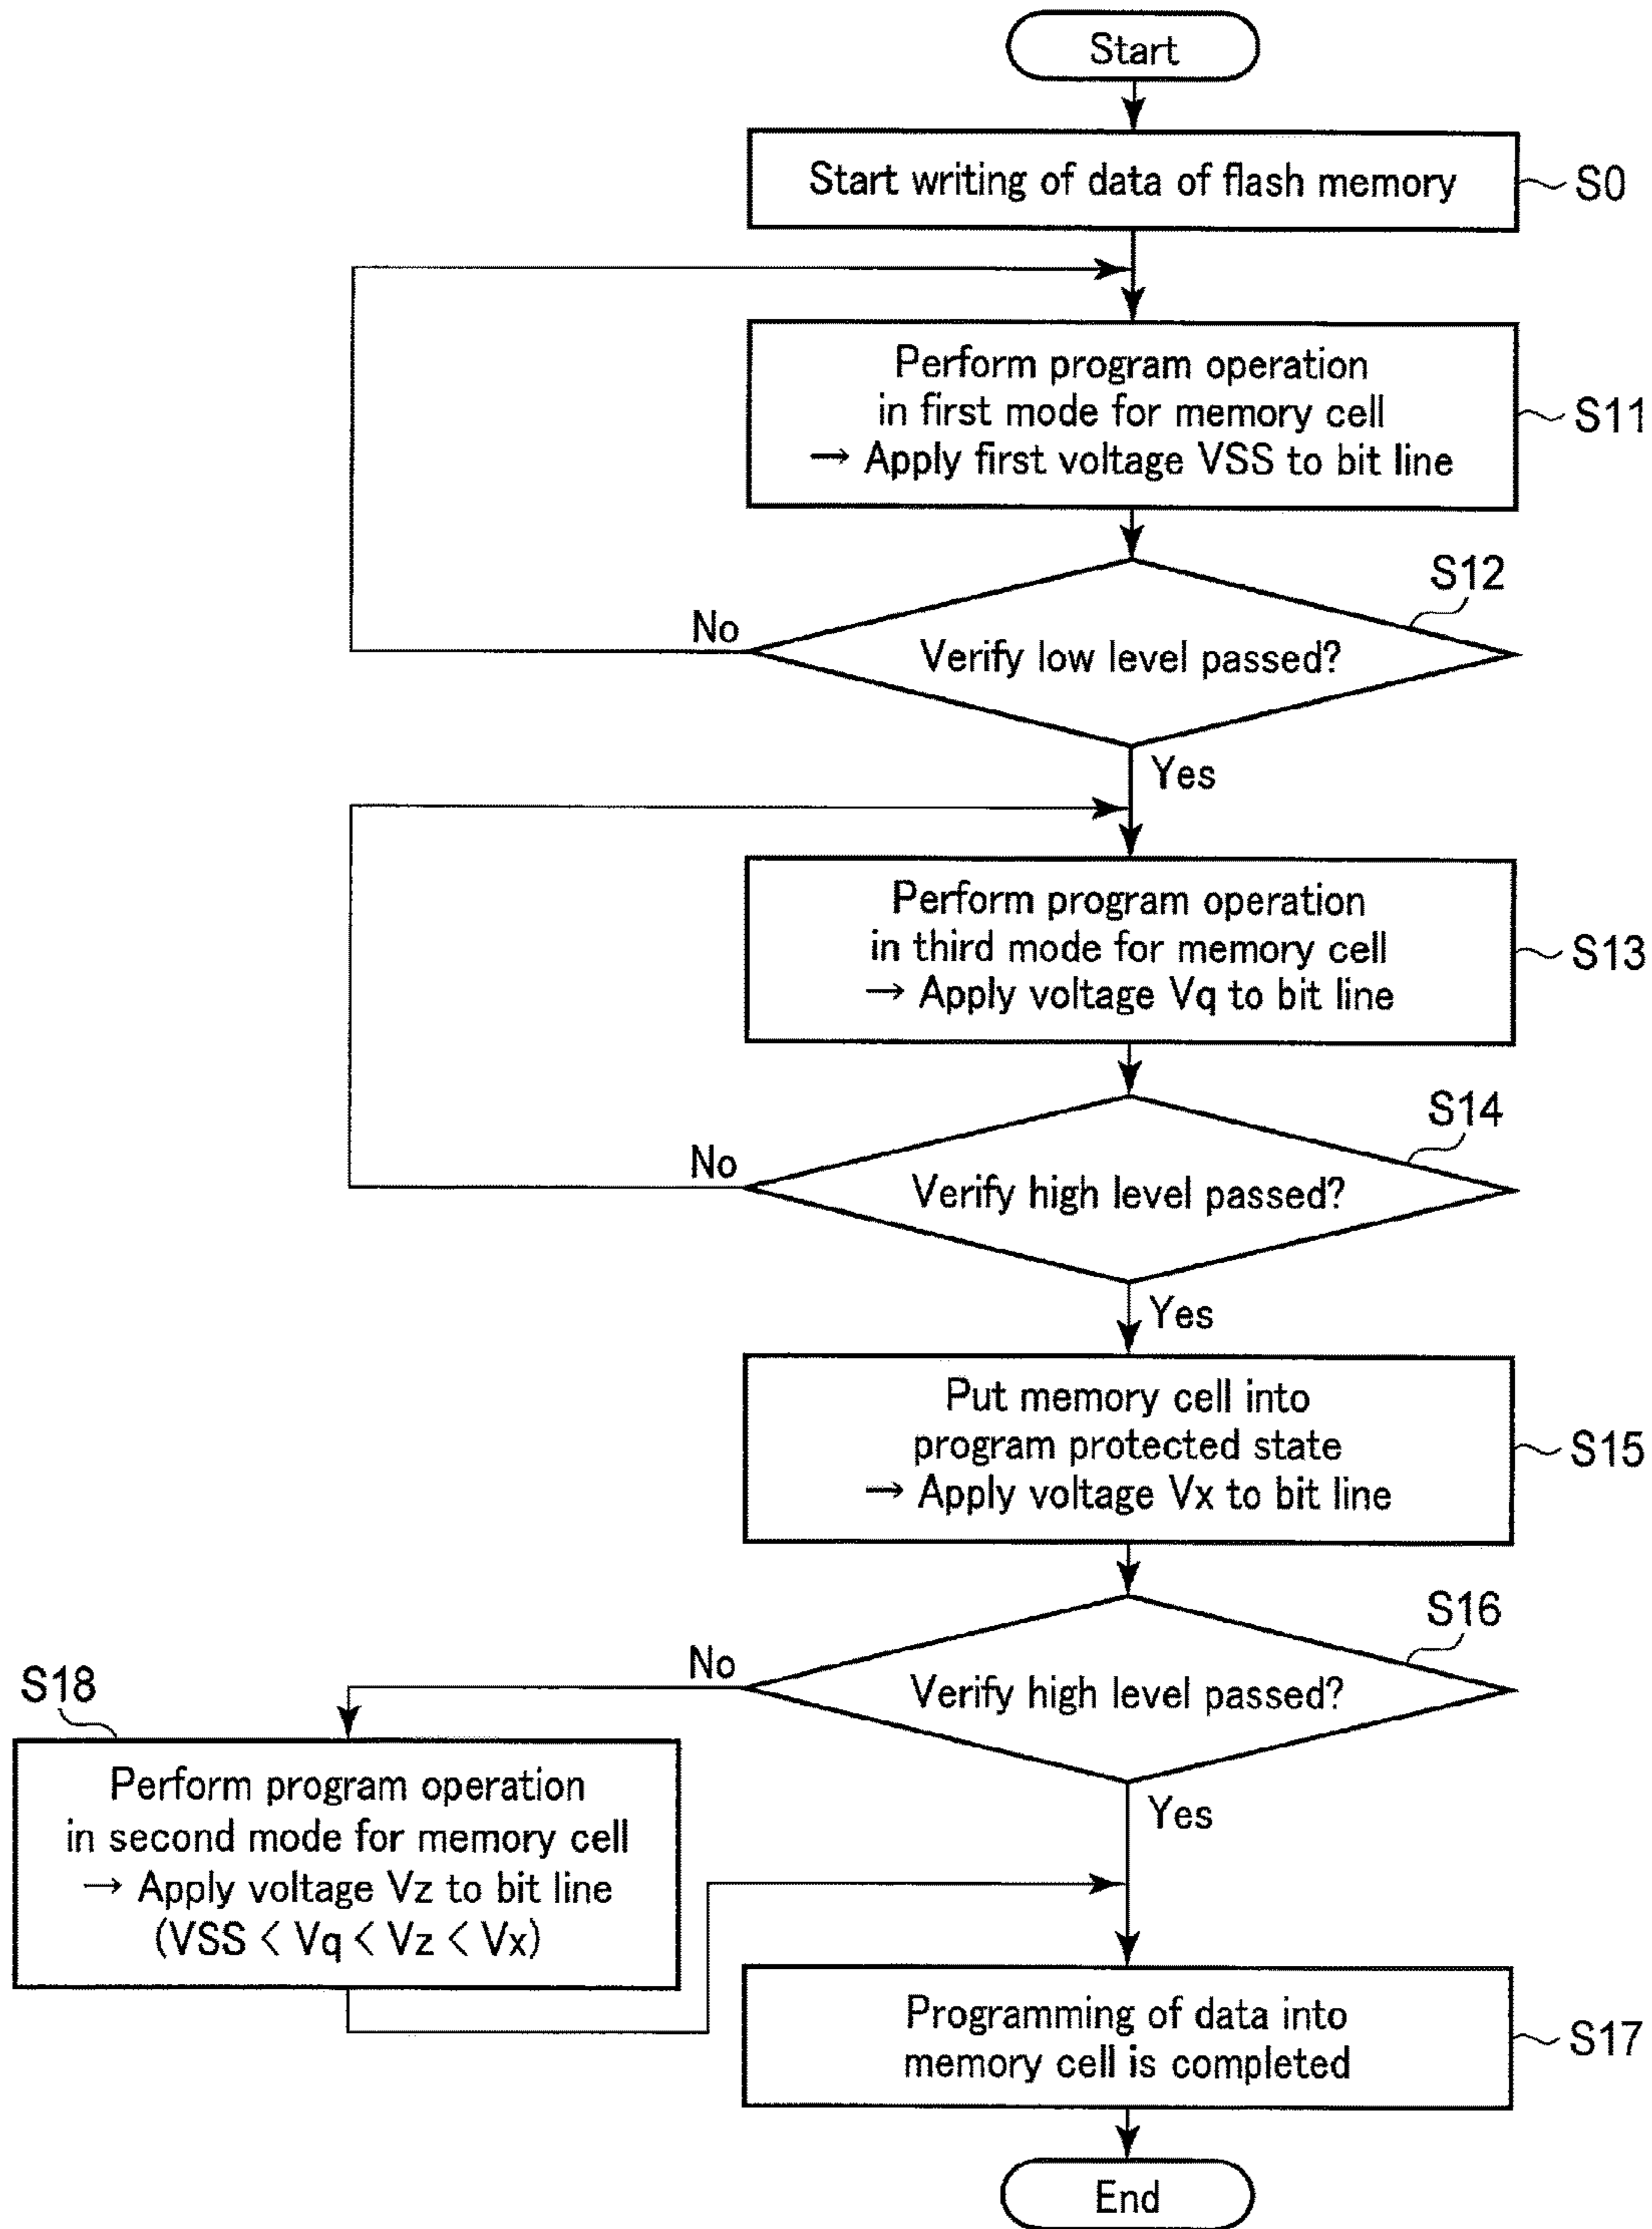 Start
Start writing of data of flash memory
S0
Perform program operation
in first mode for memory cell
→ Apply first voltage VSS to bit line
S11
S12
Verify low level passed?
No
Yes
Perform program operation
in third mode for memory cell
→ Apply voltage Vq to bit line
S13
S14
Verify high level passed?
No
Yes
Put memory cell into
program protected state
→ Apply voltage Vx to bit line
S15
S16
Verify high level passed?
No
Yes
S18
Perform program operation
in second mode for memory cell
→ Apply voltage Vz to bit line
(VSS < Vq < Vz < Vx)
Programming of data into
memory cell is completed
S17
End